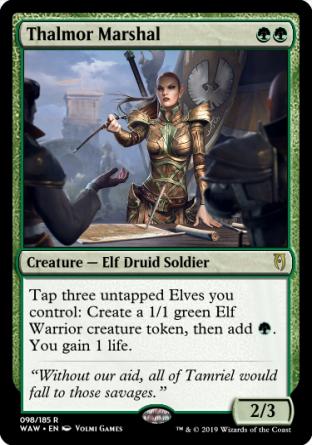 Thalmor Marshal
Creature — Elf Druid Soldier
Tap three untapped Elves you
control: Create a 1/1 green Elf
Warrior creature token, then add .
You gain 1 life.
“Without our aid, all of Tamriel would
fall to those savages.”
2/3
098/185 R
WAW • EN VOLMI GAMES
™ & © 2019 Wizards of the Coast